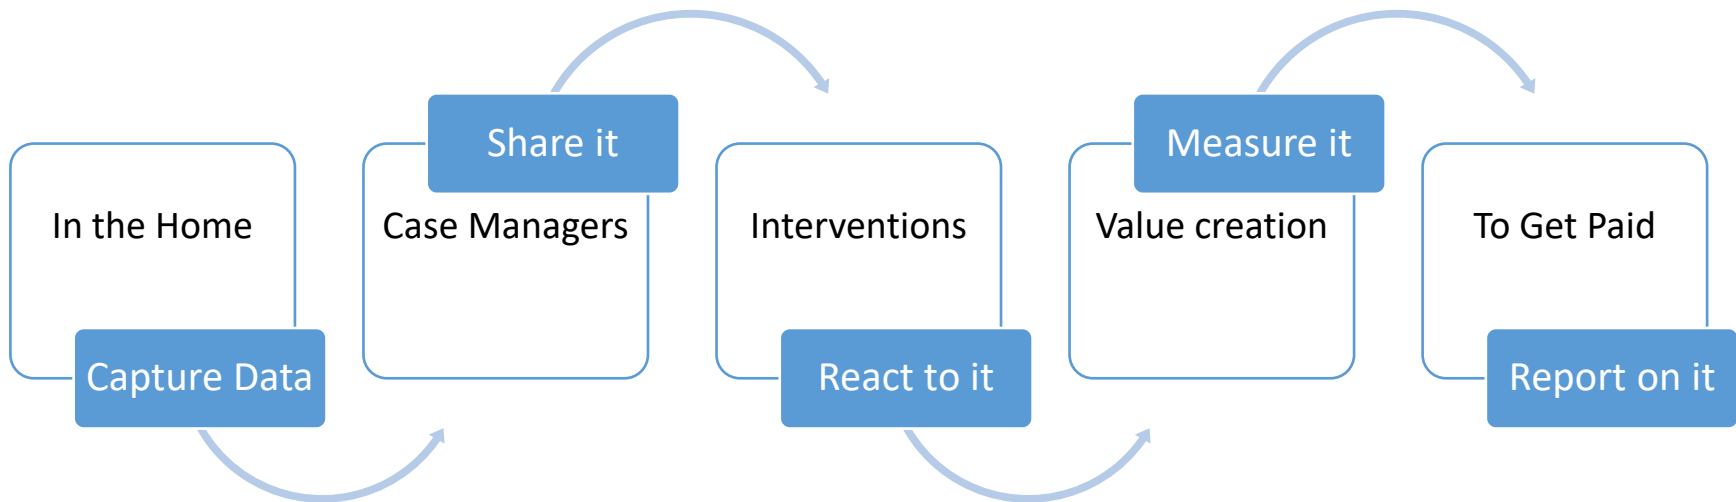 In the Home
Capture Data
Share it
Case Managers
Interventions
React to it
Measure it
Value creation
To Get Paid
Report on it